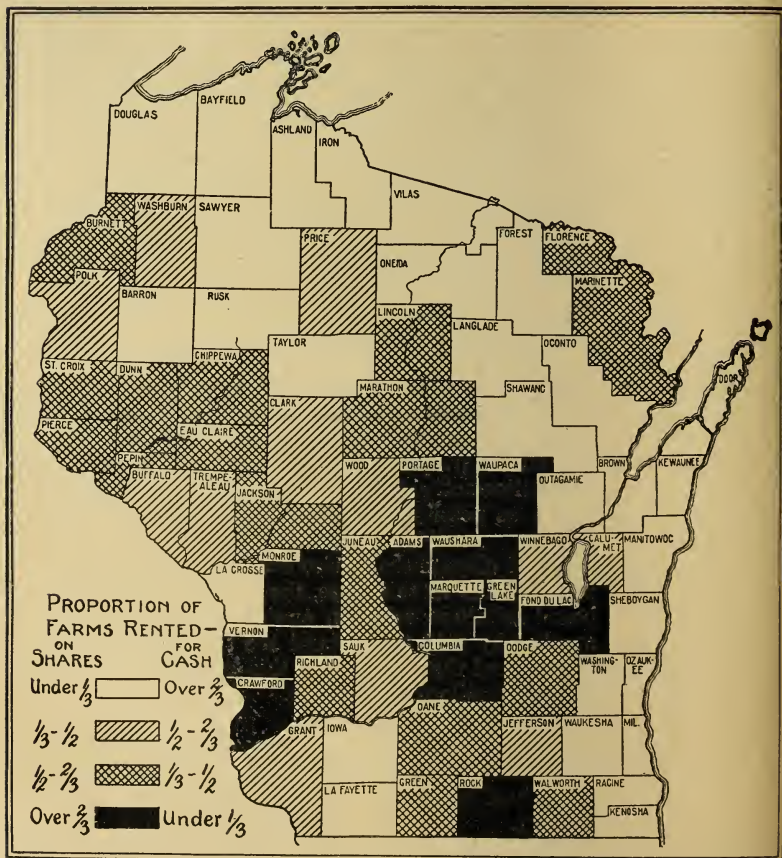 DOUGLAS
BAYFIELD
ASHLAND
IRON
VILAS
BURNETT
WASHBURN
SAWYER
PRICE
ONEIDA
FOREST
FLORENCE
POLK
BARRON
RUSK
LINCOLN
LANGLADE
MARINETTE
OCONTO
TAYLOR
CHIPPEWA
ST. CROIX
DUNN
DOOR
CLARK
MARATHON
SHAWANO
PIERCE
EAU CLAIRE
PEPIN
BUFFALO
TREMPE-
ALEAU
JACKSON
WOOD
PORTAGE
WAUPACA
OUTAGAMIE
BROWN
KEWAUNEE
LA CROSSE
MONROE
JUNEAU
ADAMS
WAUSHARA
WINNEBAGO
CALU-
MET
MANITOWOC
MARQUETTE
GREEN
LAKE
FOND DU LAC
SHEBOYGAN
VERNON
CRAWFORD
RICHLAND
SAUK
COLUMBIA
DODGE
WASHING-
TON
OZAUK-
EE
GRANT
IOWA
DANE
JEFFERSON
WAUKESHA
MIL.
LA FAYETTE
GREEN
ROCK
WALWORTH
RACINE
KENOSHA
PROPORTION OF
FARMS RENTED—
ON FOR
SHARES CASH
Under 1/3 Over 2/3
1/3-1/2 1/2-2/3
1/2-2/3 1/3-1/2
Over 2/3 Under 1/3